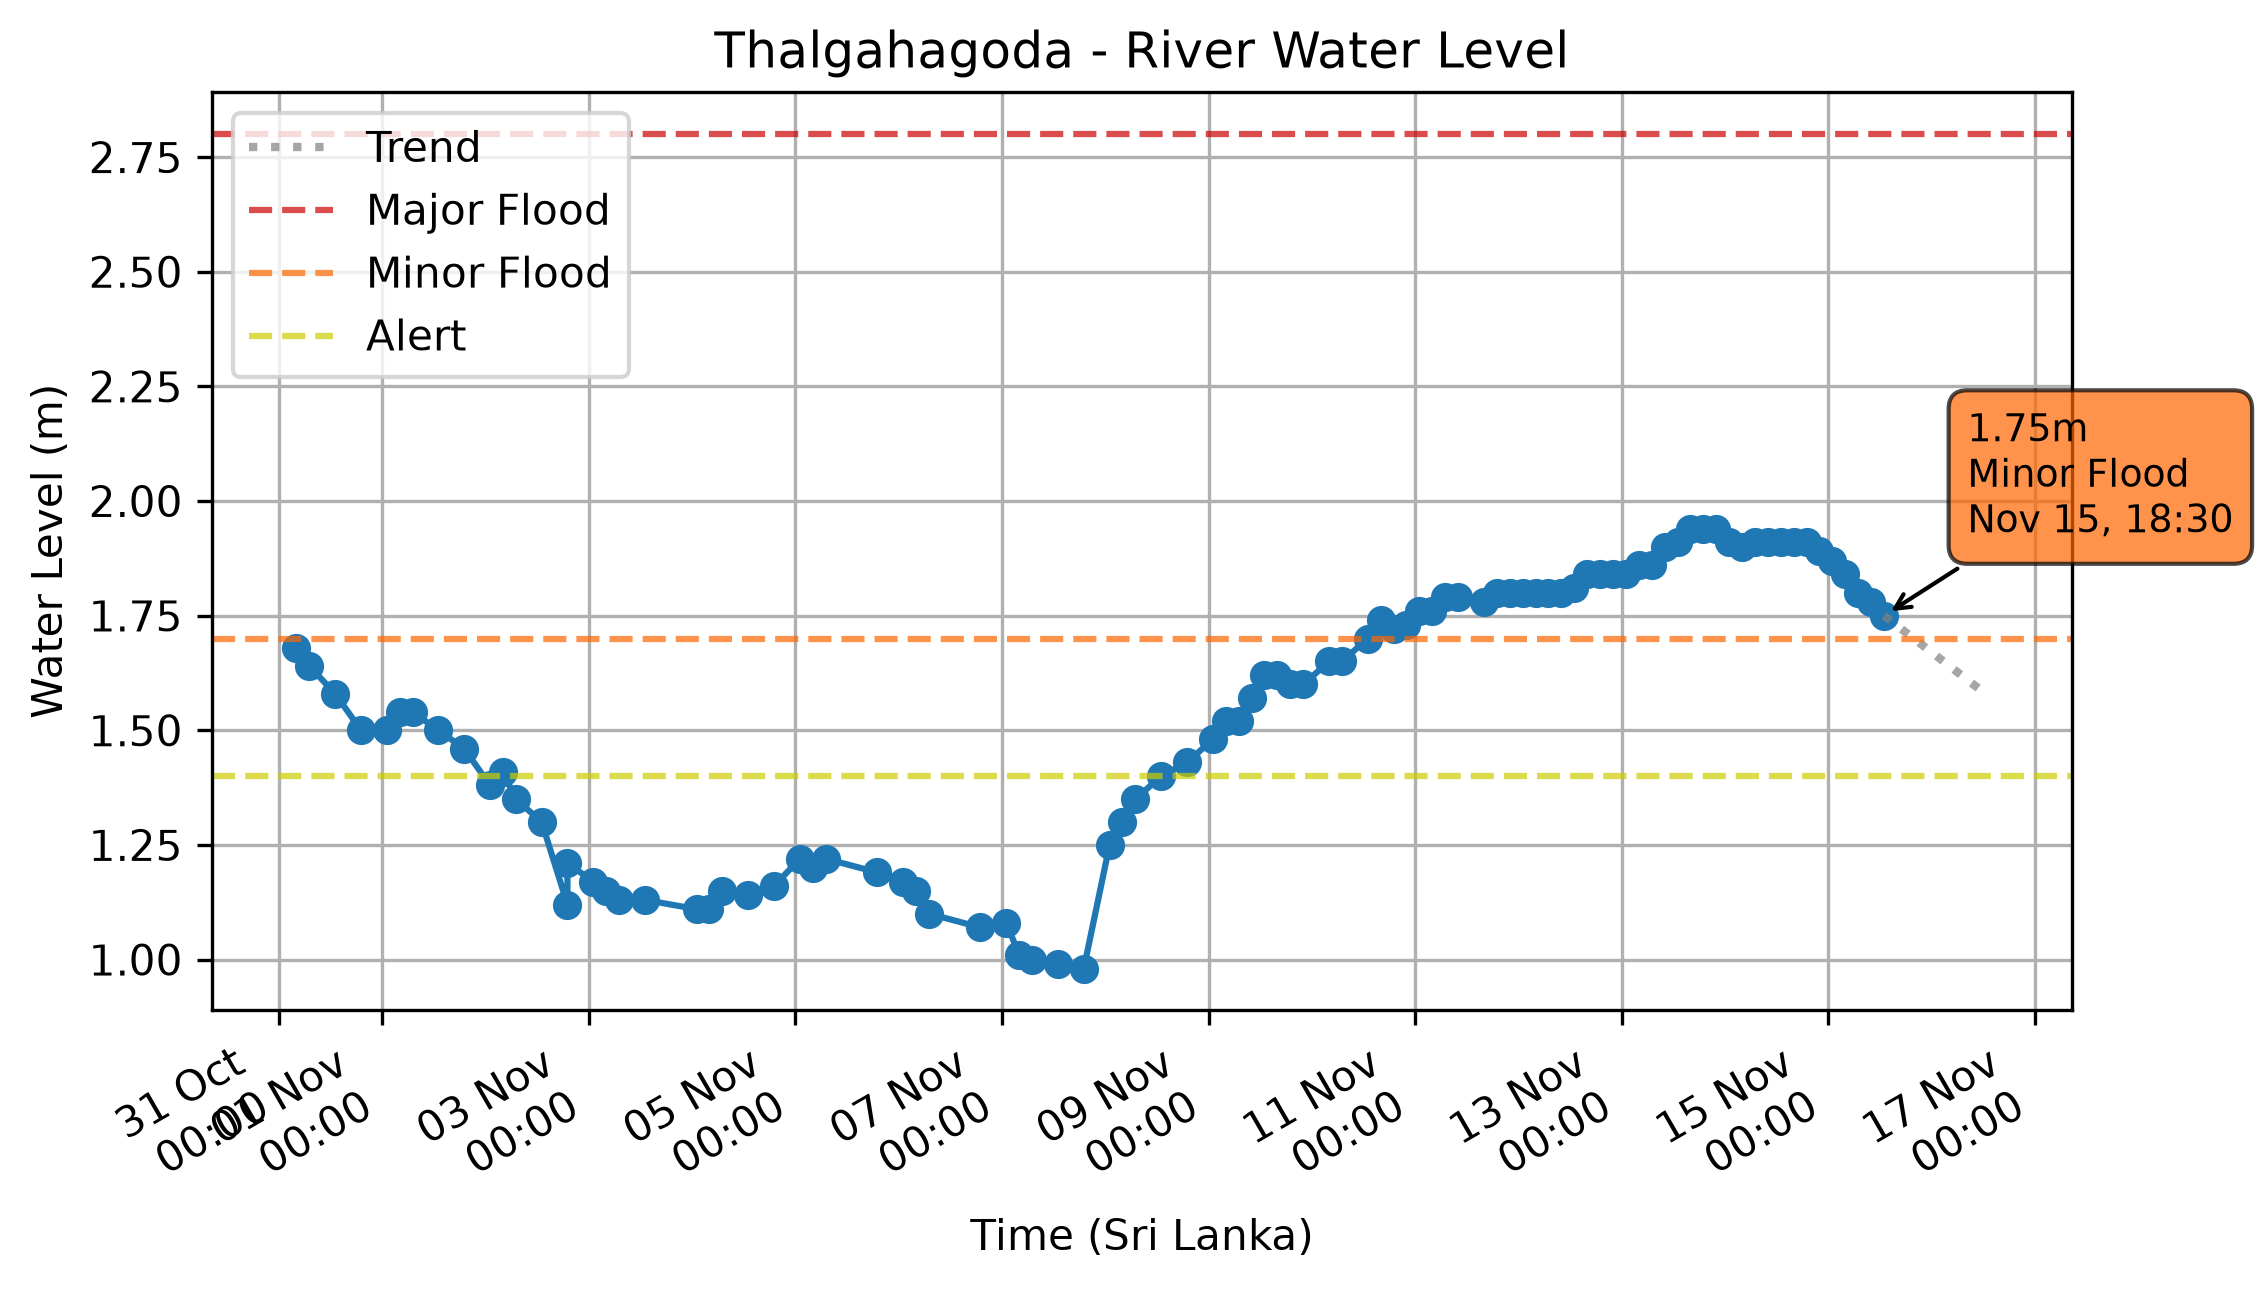 Thalgahagoda - River Water Level
Trend
Major Flood
Minor Flood
Alert
2.75
2.50
2.25
2.00
1.75
1.50
1.25
1.00
Water Level (m)
1.75m
Minor Flood
Nov 15, 18:30
31 Oct
00:00
01 Nov
00:00
03 Nov
00:00
05 Nov
00:00
07 Nov
00:00
09 Nov
00:00
11 Nov
00:00
13 Nov
00:00
15 Nov
00:00
17 Nov
00:00
Time (Sri Lanka)